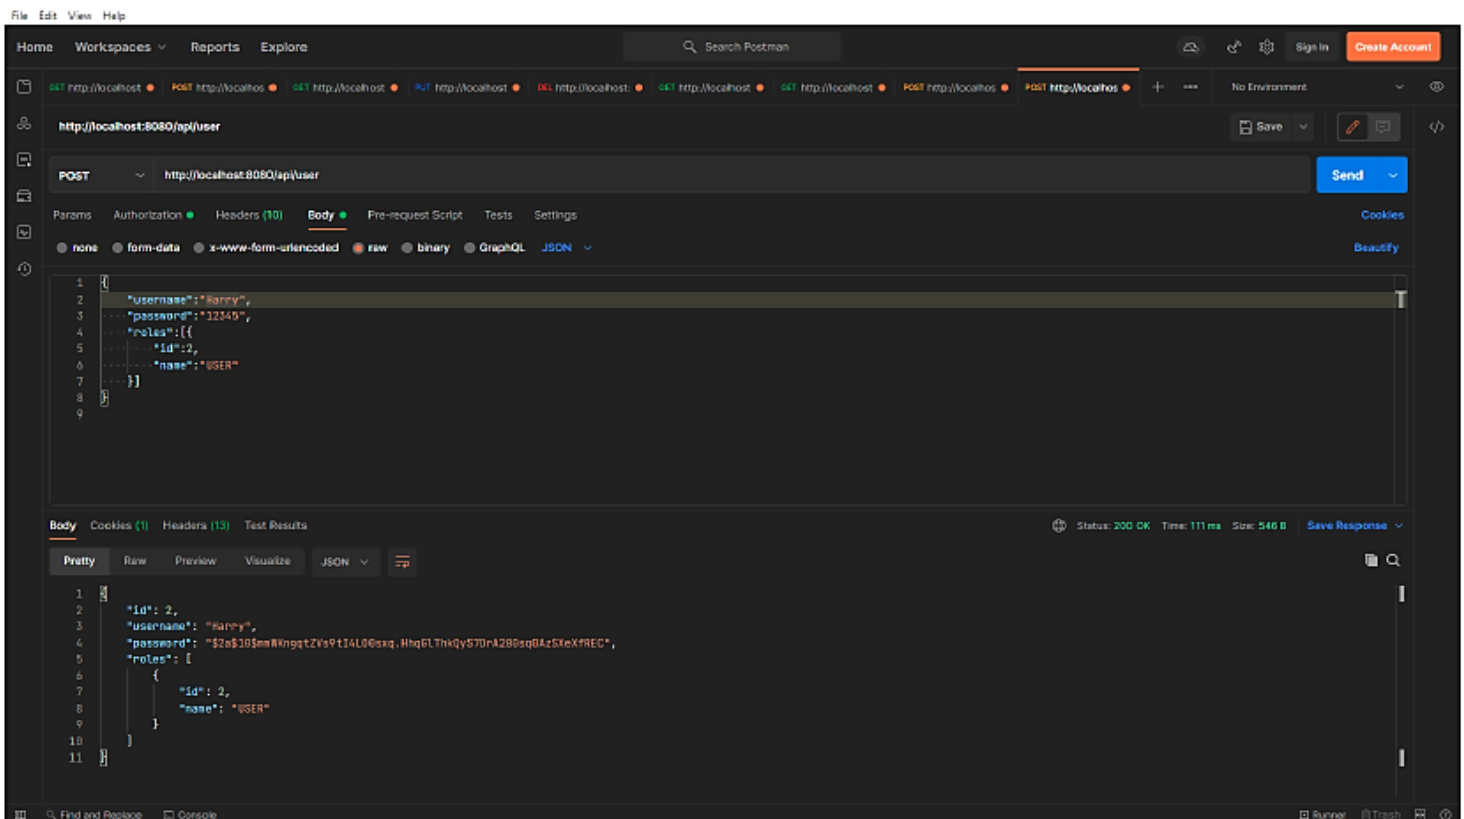 File Edit View Help
Home Workspaces Reports Explore Search Postman Sign In Create Account
GET http://localhost POST http://localhos GET http://localhost PUT http://localhost DEL http://localhost: GET http://localhost GET http://localhost POST http://localhos POST http://localhos No Environment
http://localhost:8080/api/user Save
POST http://localhost:8080/api/user Send
Params Authorization Headers (10) Body Pre-request Script Tests Settings Cookies
none form-data x-www-form-urlencoded raw binary GraphQL JSON Beautify
1 {
2 "username":"Harry",
3 "password":"12345",
4 "roles":[{
5 "id":2,
6 "name":"USER"
7 }]
8 }
9
Body Cookies (1) Headers (13) Test Results Status: 200 OK Time: 111 ms Size: 546 B Save Response
Pretty Raw Preview Visualize JSON
1 {
2 "id": 2,
3 "username": "Harry",
4 "password":
5 "roles": [
6 {
7 "id": 2,
8 "name": "USER"
9 }
10 ]
11 }
Find and Replace Console Runner Trash